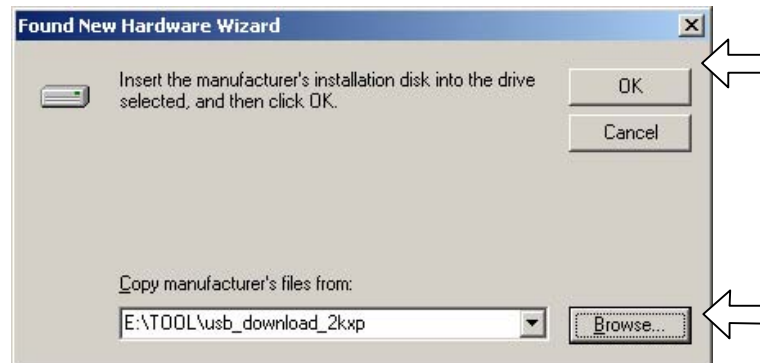 Found New Hardware Wizard
Insert the manufacturer's installation disk into the drive
selected, and then click OK.
OK
Cancel
Copy manufacturer's files from:
E:\TOOL\usb_download_2kxp
Browse...